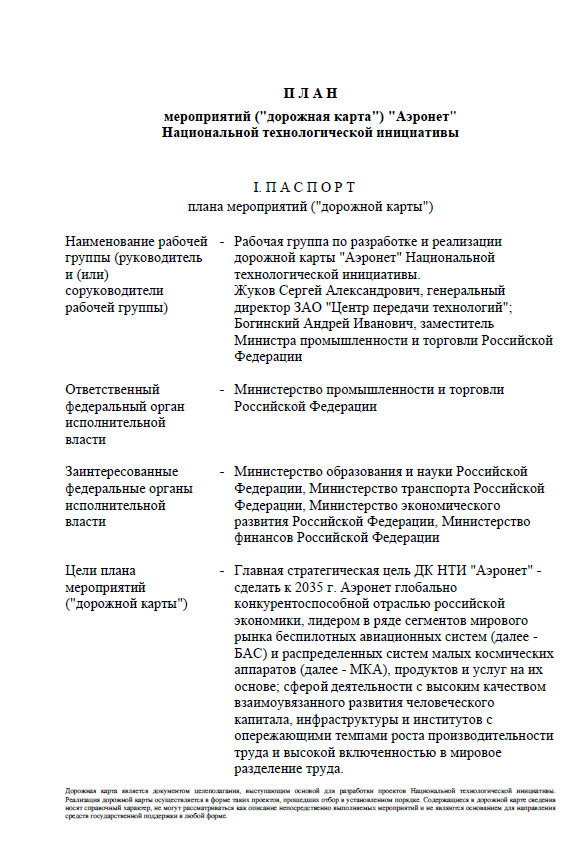 П Л А Н
мероприятий ("дорожная карта") "Аэронет"
Национальной технологической инициативы
I. П А С П О Р Т
плана мероприятий ("дорожной карты")
Наименование рабочей группы (руководитель и (или) соруководители рабочей группы)
-
Рабочая группа по разработке и реализации
дорожной карты "Аэронет" Национальной
технологической инициативы.
Жуков Сергей Александрович, генеральный
директор ЗАО "Центр передачи технологий";
Богинский Андрей Иванович, заместитель
Министра промышленности и торговли Российской
Федерации
Ответственный
федеральный орган
исполнительной
власти
-
Министерство промышленности и торговли
Российской Федерации
Заинтересованные
федеральные органы
исполнительной
власти
-
Министерство образования и науки Российской
Федерации, Министерство транспорта Российской
Федерации, Министерство экономического
развития Российской Федерации, Министерство
финансов Российской Федерации
Цели плана
мероприятий
("дорожной карты")
-
Главная стратегическая цель ДК НТИ "Аэронет" -
сделать к 2035 г. Аэронет глобально
конкурентоспособной отраслью российской
экономики, лидером в ряде сегментов мирового
рынка беспилотных авиационных систем (далее -
БАС) и распределенных систем малых космических
аппаратов (далее - МКА), продуктов и услуг на их
основе; сферой деятельности с высоким качеством
взаимоувязанного развития человеческого
капитала, инфраструктуры и институтов с
опережающими темпами роста производительности
труда и высокой включенностью в мировое
разделение труда.
Дорожная карта является документом целеполагания, выступающим основой для разработки проектов Национальной технологической инициативы.
Реализация дорожной карты осуществляется в форме таких проектов, прошедших отбор в установленном порядке. Содержащиеся в дорожной карте сведения
носят справочный характер, не могут рассматриваться как описание непосредственно выполняемых мероприятий и не являются основанием для направления
средств государственной поддержки в любой форме.